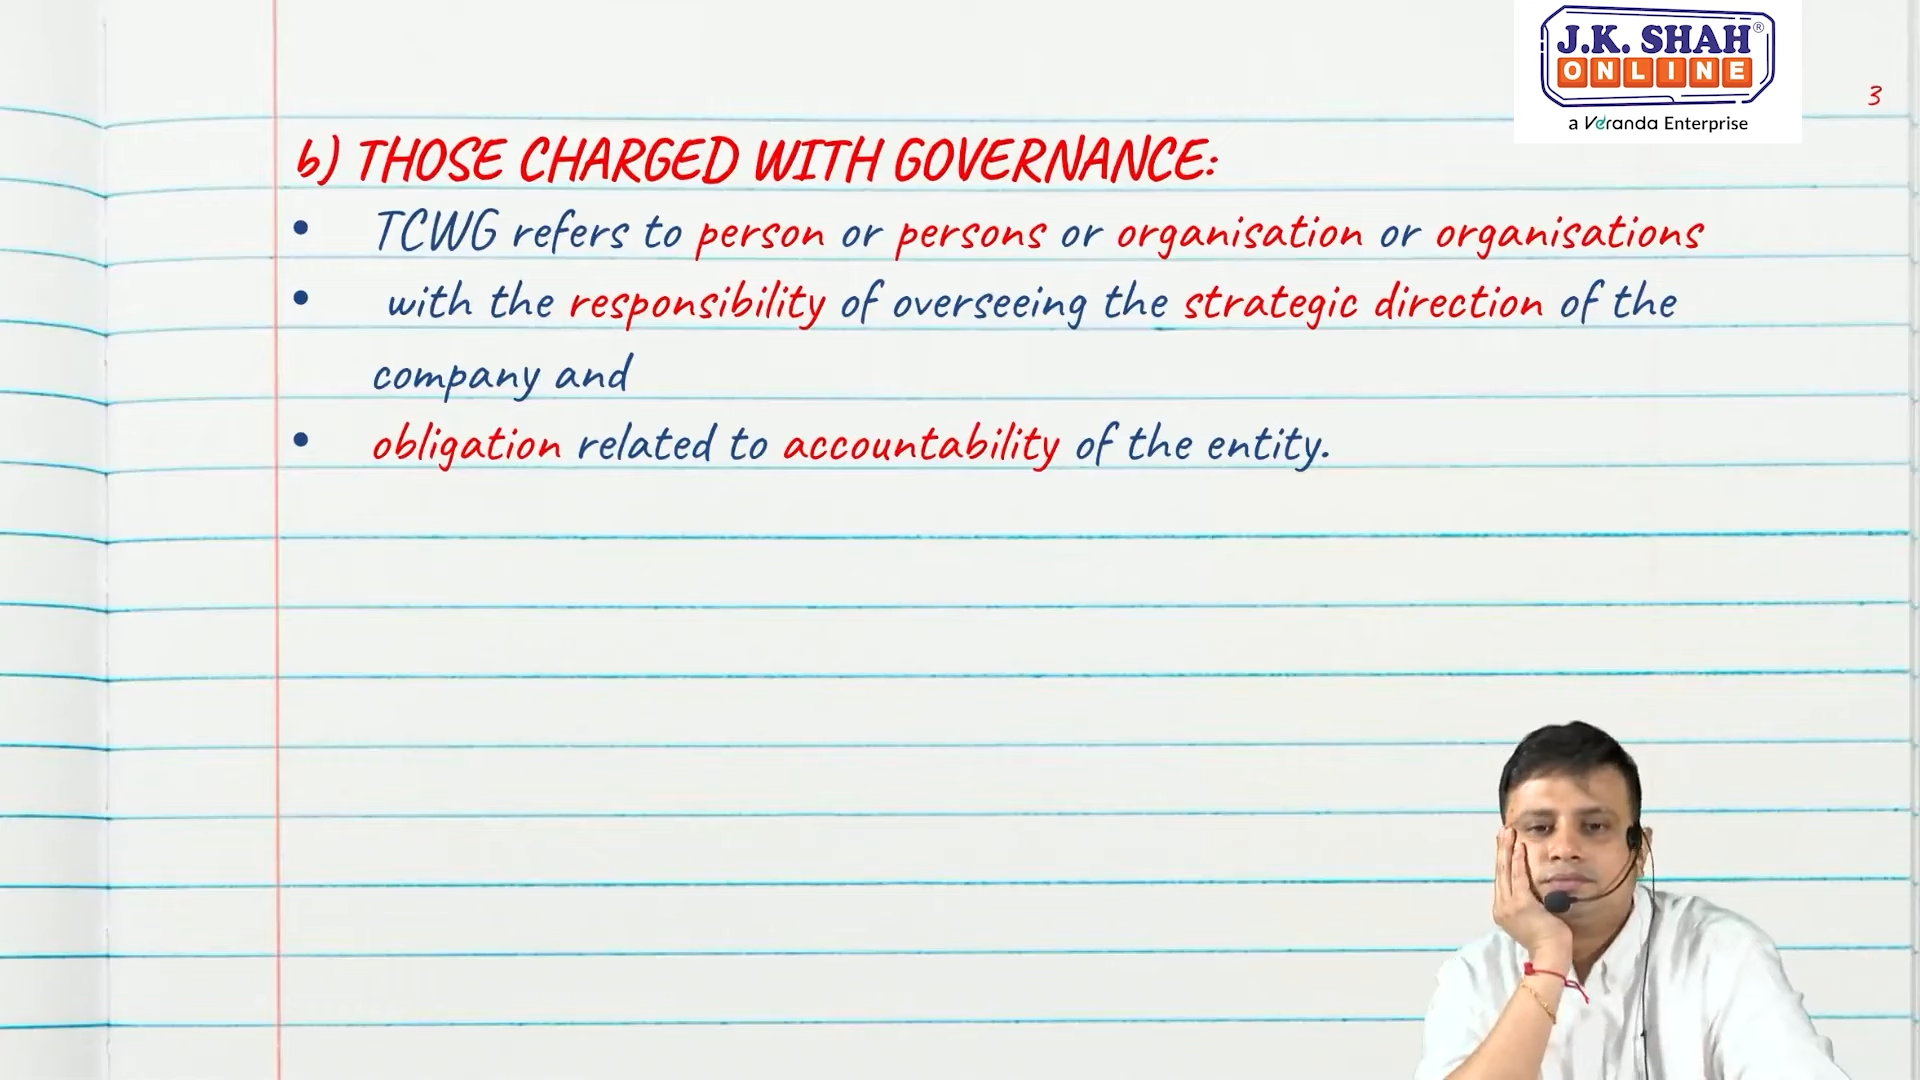 J.K. SHAH®
ONLINE
a Veranda Enterprise
3
b) THOSE CHARGED WITH GOVERNANCE:
• TCWG refers to person or persons or organisation or organisations
• with the responsibility of overseeing the strategic direction of the
company and
• obligation related to accountability of the entity.